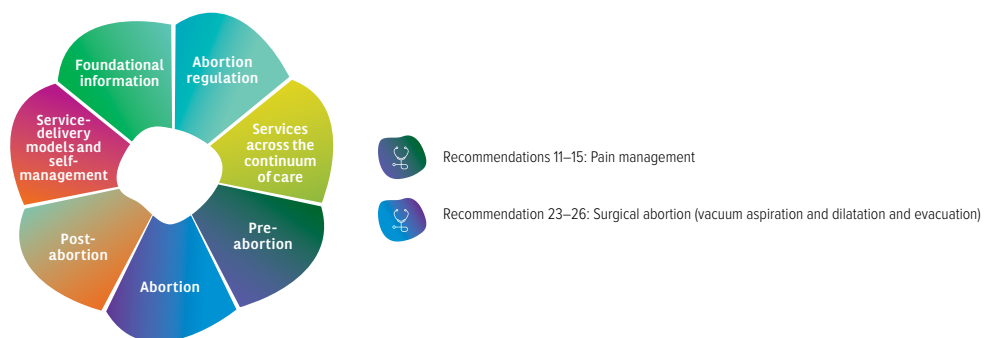 Foundational
information
Abortion
regulation
Services
across the
continuum
of care
Pre-
abortion
Abortion
Post-
abortion
Service-
delivery
models and
self-
management
Recommendations 11–15: Pain management
Recommendation 23–26: Surgical abortion (vacuum aspiration and dilatation and evacuation)